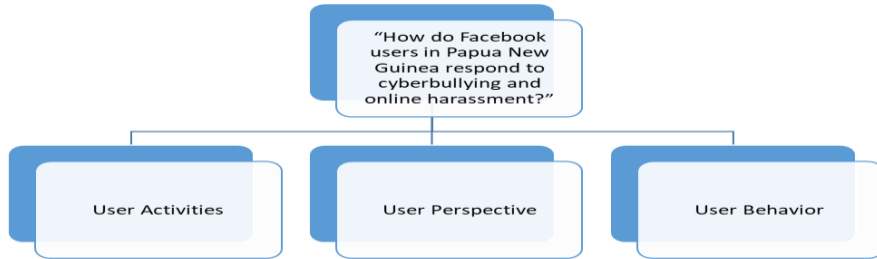 “How do Facebook
users in Papua New
Guinea respond to
cyberbullying and
online harassment?”
User Activities
User Perspective
User Behavior